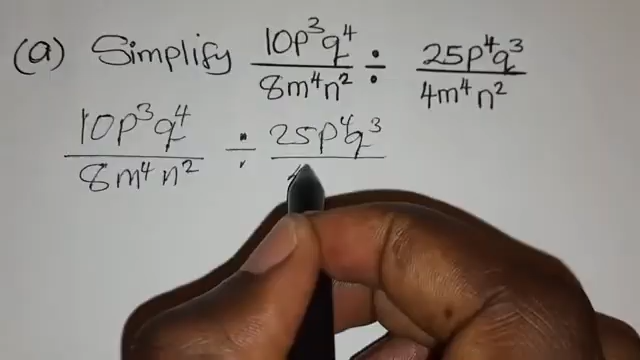 (a) Simplify 10p³q⁴/8m⁴n² ÷ 25p⁴q³/4m⁴n²
10p³q⁴/8m⁴n² ÷ 25p⁴q³/